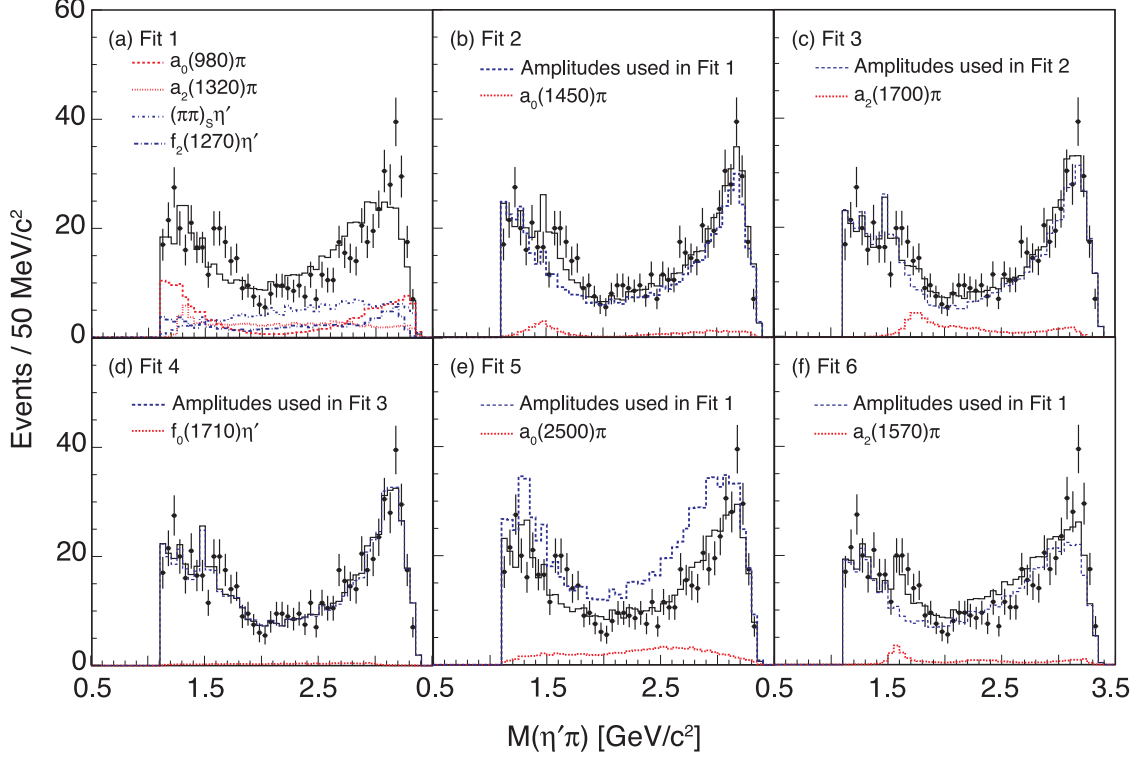 60
(a) Fit 1
a₀(980)π
a₂(1320)π
(ππ)ₛη′
f₂(1270)η′
(b) Fit 2
Amplitudes used in Fit 1
a₀(1450)π
(c) Fit 3
Amplitudes used in Fit 2
a₂(1700)π
40
20
0
Events / 50 MeV/c²
(d) Fit 4
Amplitudes used in Fit 3
f₀(1710)η′
(e) Fit 5
Amplitudes used in Fit 1
a₀(2500)π
(f) Fit 6
Amplitudes used in Fit 1
a₂(1570)π
40
20
0
0.5 1.5 2.5 0.5 1.5 2.5 0.5 1.5 2.5 3.5
M(η′π) [GeV/c²]